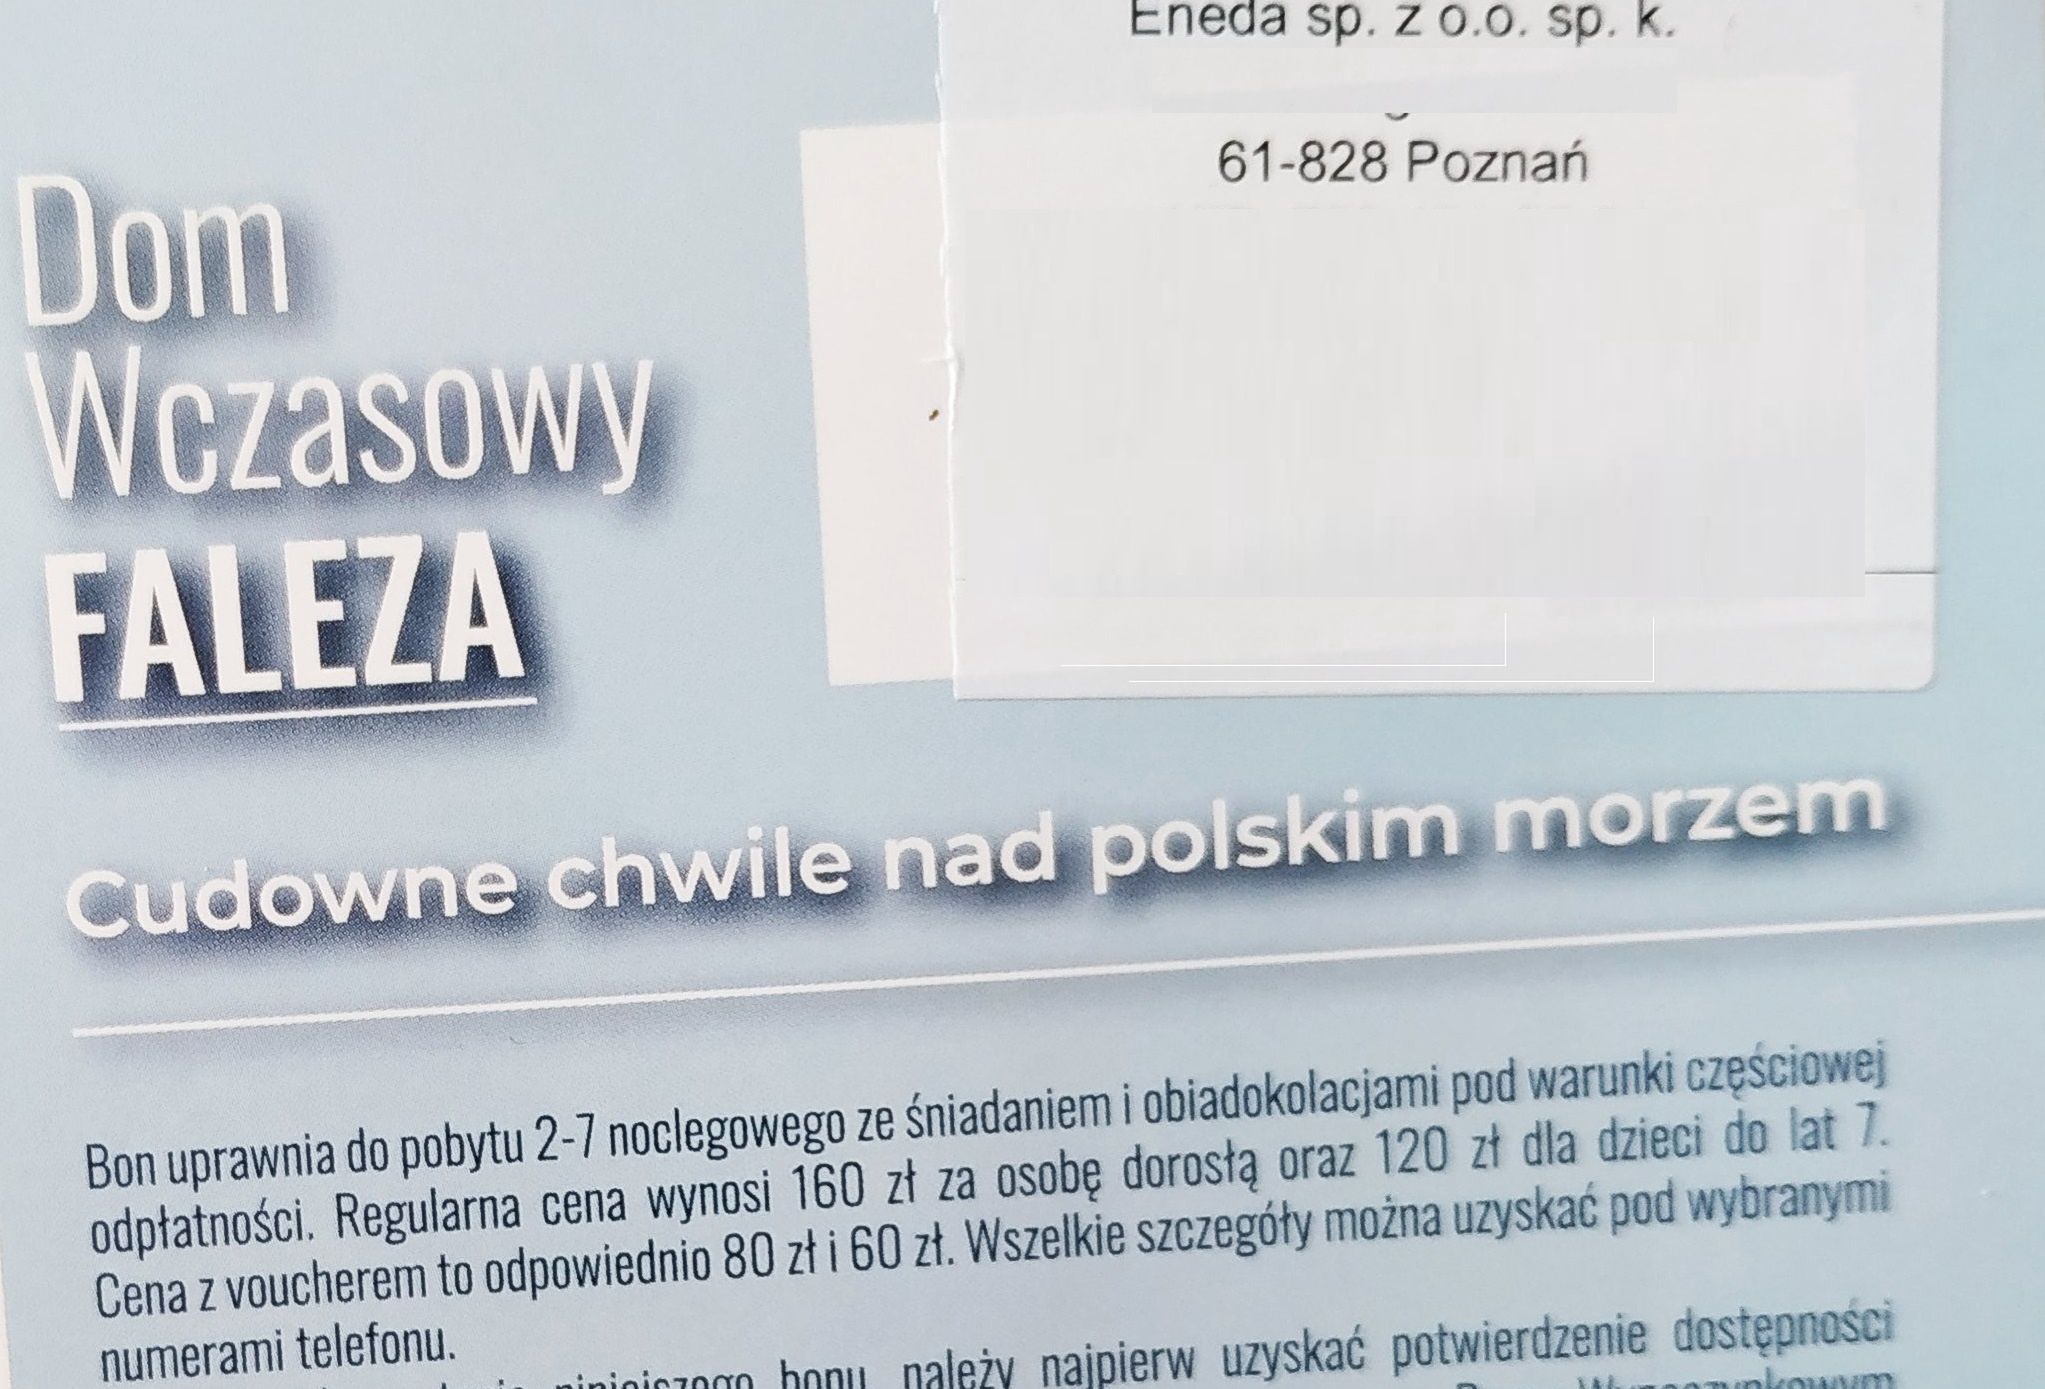 Eneda sp. z o.o. sp. k.
61-828 Poznań
Dom
Wczasowy
FALEZA
Cudowne chwile nad polskim morzem
Bon uprawnia do pobytu 2-7 noclegowego ze śniadaniem i obiadokolacjami pod warunki częściowej
odpłatności. Regularna cena wynosi 160 zł za osobę dorosłą oraz 120 zł dla dzieci do lat 7.
Cena z voucherem to odpowiednio 80 zł i 60 zł. Wszelkie szczegóły można uzyskać pod wybranymi
numerami telefonu.
niniejszego bonu należy najpierw uzyskać potwierdzenie dostępności